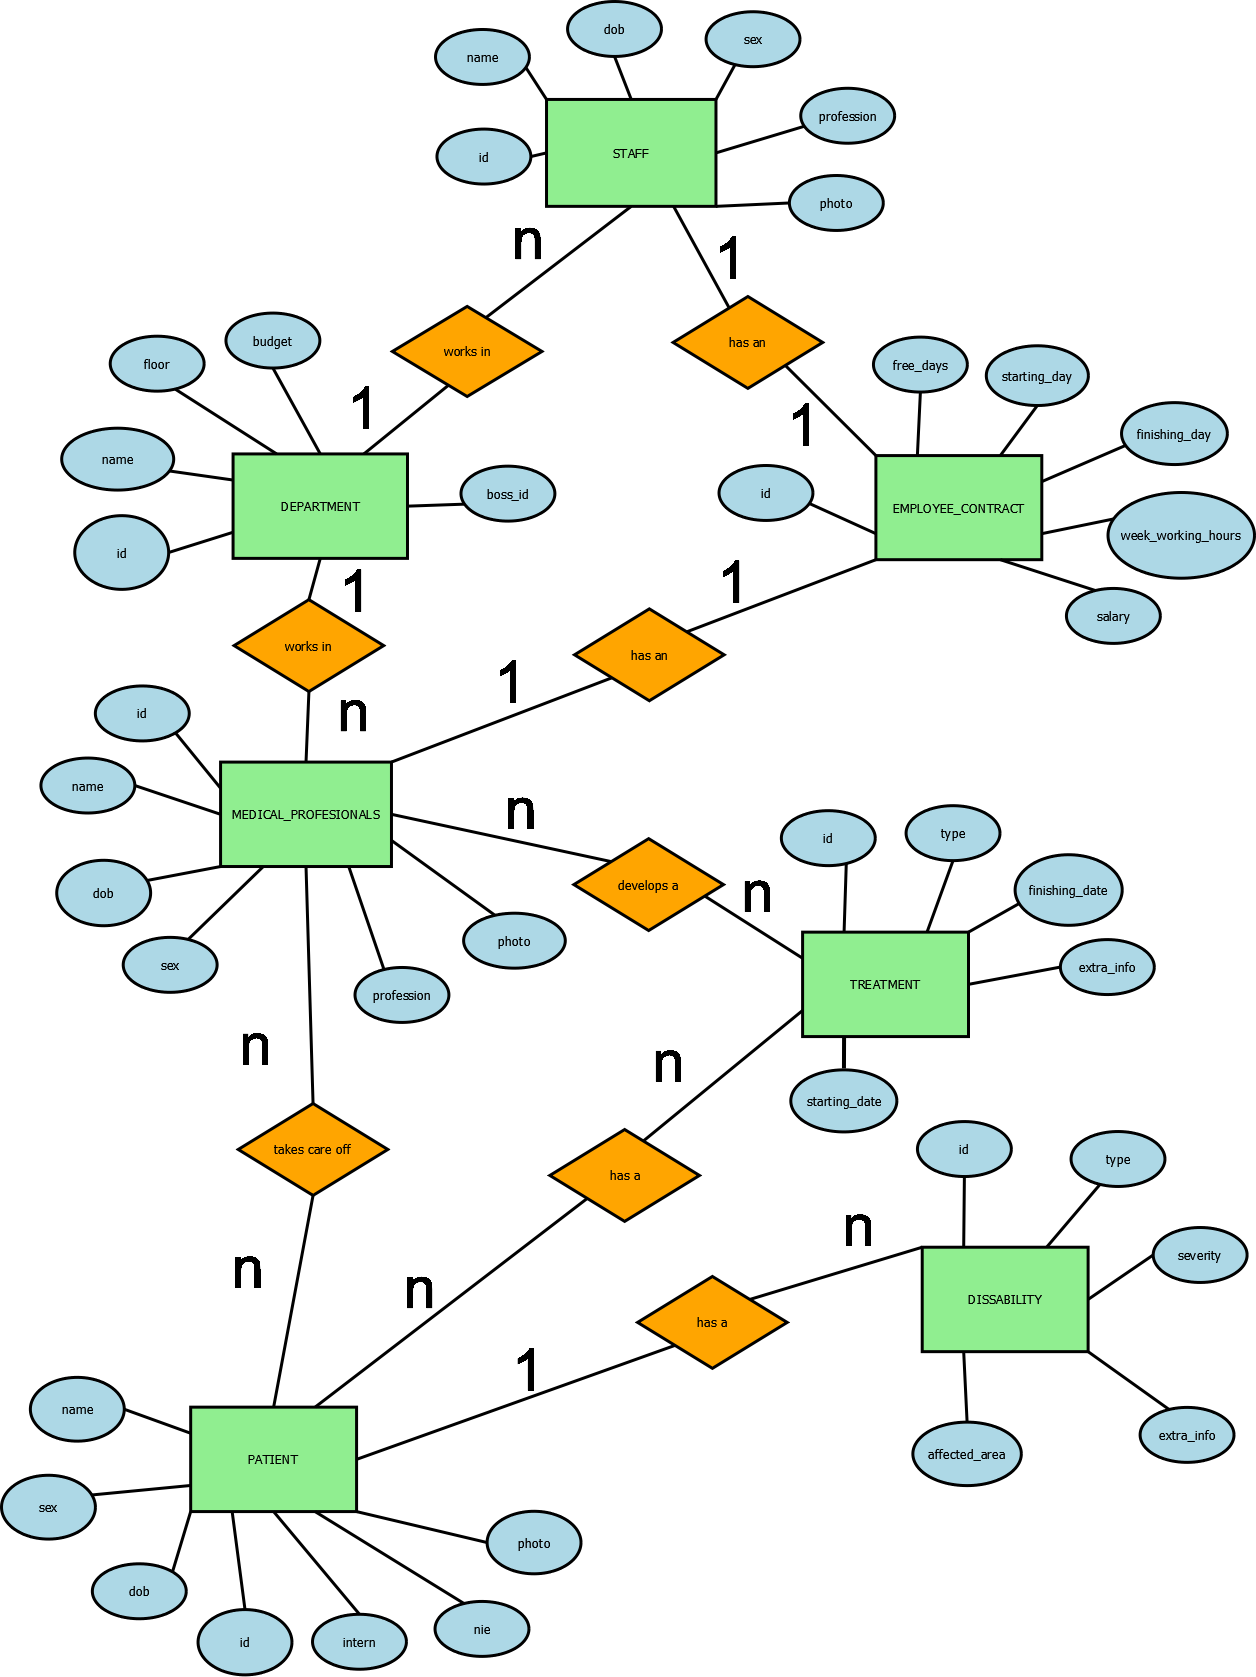 dob
sex
name
profession
STAFF
id
photo
n
1
budget
has an
works in
floor
free_days
starting_day
1
1
finishing_day
name
boss_id
id
DEPARTMENT
EMPLOYEE_CONTRACT
week_working_hours
id
1
1
salary
works in
has an
1
n
id
name
MEDICAL_PROFESIONALS
n
type
id
develops a
n
finishing_date
dob
photo
sex
extra_info
TREATMENT
profession
n
n
starting_date
takes care off
id
type
has a
n
severity
n
n
DISSABILITY
has a
1
name
extra_info
affected_area
PATIENT
sex
photo
dob
nie
id
intern